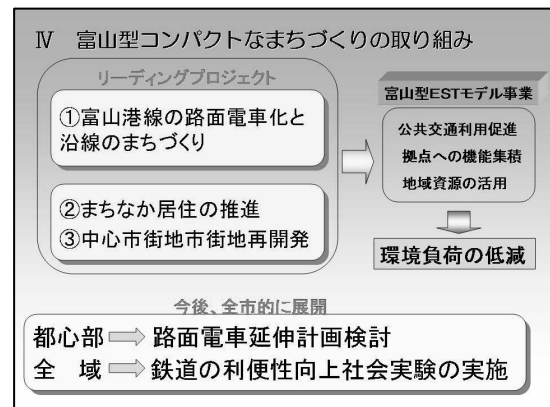 Ⅳ　富山型コンパクトなまちづくりの取り組み
リーディングプロジェクト
①富山港線の路面電車化と
沿線のまちづくり
②まちなか居住の推進
③中心市街地市街地再開発
富山型ESTモデル事業
公共交通利用促進
拠点への機能集積
地域資源の活用
環境負荷の低減
今後、全市的に展開
都心部 ⇒ 路面電車延伸計画検討
全　域 ⇒ 鉄道の利便性向上社会実験の実施